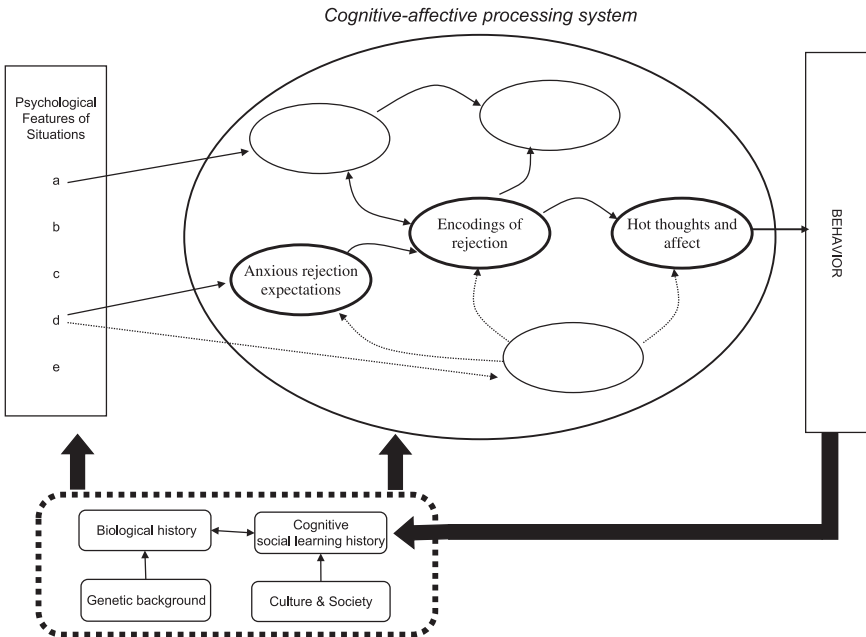 Cognitive-affective processing system
Psychological
Features of
Situations
a
b
c
d
e
Encodings of
rejection
Hot thoughts and
affect
Anxious rejection
expectations
BEHAVIOR
Biological history
Cognitive
social learning history
Genetic background
Culture & Society